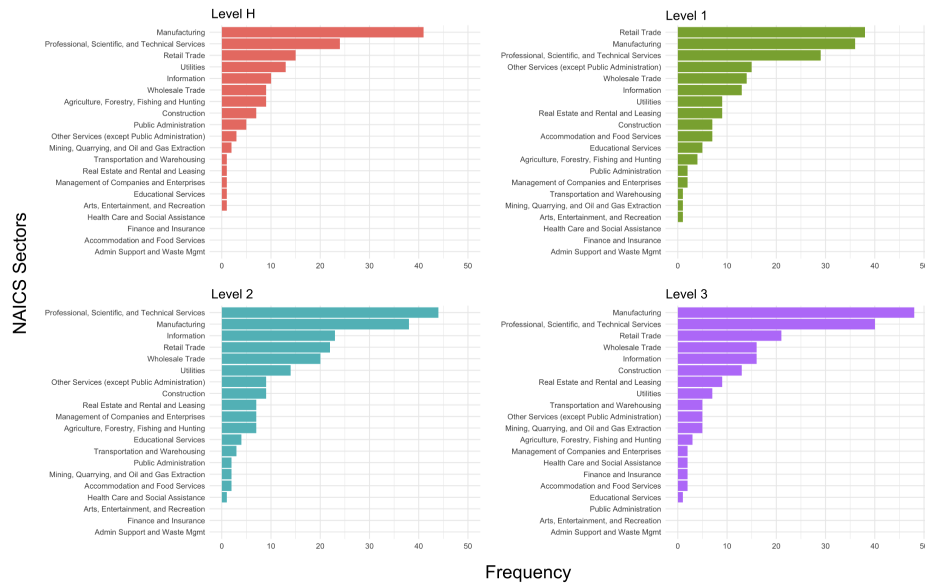 Level H
Manufacturing
Professional, Scientific, and Technical Services
Retail Trade
Utilities
Information
Wholesale Trade
Agriculture, Forestry, Fishing and Hunting
Construction
Public Administration
Other Services (except Public Administration)
Mining, Quarrying, and Oil and Gas Extraction
Transportation and Warehousing
Real Estate and Rental and Leasing
Management of Companies and Enterprises
Educational Services
Arts, Entertainment, and Recreation
Health Care and Social Assistance
Finance and Insurance
Accommodation and Food Services
Admin Support and Waste Mgmt
0 10 20 30 40 50
Level 1
Retail Trade
Manufacturing
Professional, Scientific, and Technical Services
Other Services (except Public Administration)
Wholesale Trade
Information
Utilities
Real Estate and Rental and Leasing
Construction
Accommodation and Food Services
Educational Services
Agriculture, Forestry, Fishing and Hunting
Public Administration
Management of Companies and Enterprises
Transportation and Warehousing
Mining, Quarrying, and Oil and Gas Extraction
Arts, Entertainment, and Recreation
Health Care and Social Assistance
Finance and Insurance
Admin Support and Waste Mgmt
0 10 20 30 40 50
NAICS Sectors
Level 2
Professional, Scientific, and Technical Services
Manufacturing
Information
Retail Trade
Wholesale Trade
Utilities
Other Services (except Public Administration)
Construction
Real Estate and Rental and Leasing
Management of Companies and Enterprises
Agriculture, Forestry, Fishing and Hunting
Educational Services
Transportation and Warehousing
Public Administration
Mining, Quarrying, and Oil and Gas Extraction
Accommodation and Food Services
Health Care and Social Assistance
Arts, Entertainment, and Recreation
Finance and Insurance
Admin Support and Waste Mgmt
0 10 20 30 40 50
Level 3
Manufacturing
Professional, Scientific, and Technical Services
Retail Trade
Wholesale Trade
Information
Construction
Real Estate and Rental and Leasing
Utilities
Transportation and Warehousing
Other Services (except Public Administration)
Mining, Quarrying, and Oil and Gas Extraction
Agriculture, Forestry, Fishing and Hunting
Management of Companies and Enterprises
Health Care and Social Assistance
Finance and Insurance
Accommodation and Food Services
Educational Services
Public Administration
Arts, Entertainment, and Recreation
Admin Support and Waste Mgmt
0 10 20 30 40 50
Frequency